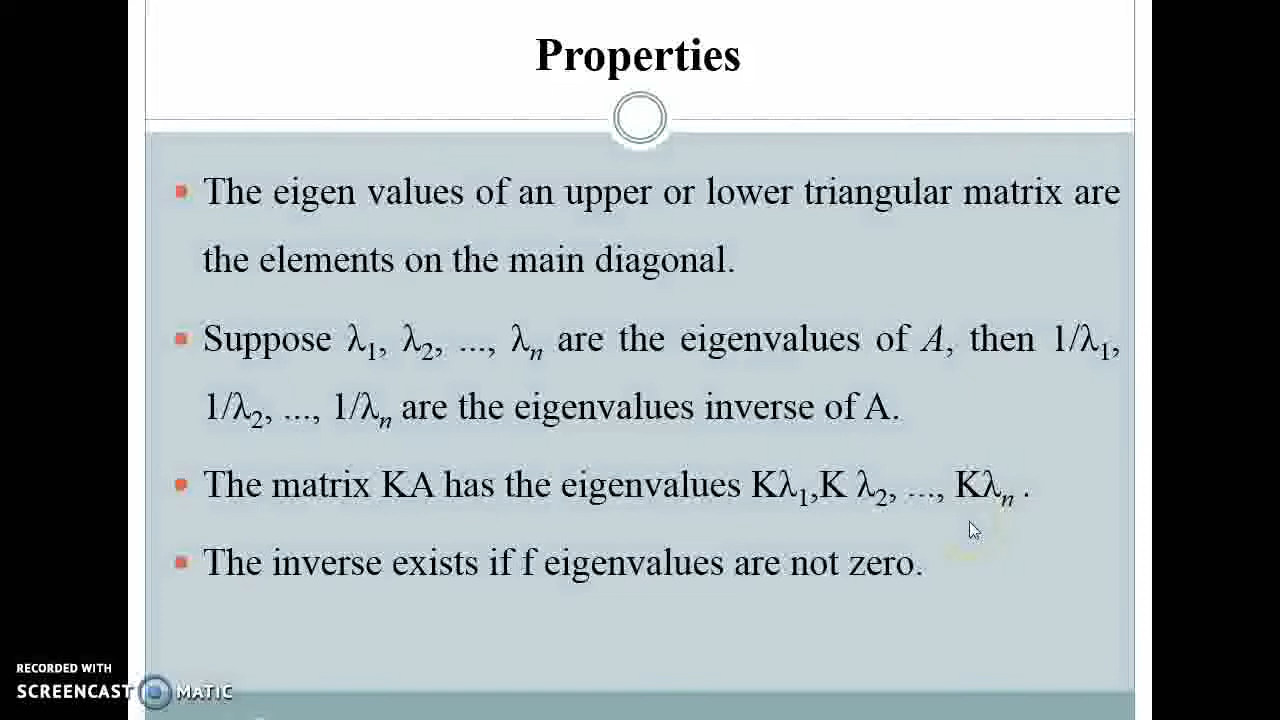 Properties
The eigen values of an upper or lower triangular matrix are
the elements on the main diagonal.
Suppose λ₁, λ₂, ..., λₙ are the eigenvalues of A, then 1/λ₁,
1/λ₂, ..., 1/λₙ are the eigenvalues inverse of A.
The matrix KA has the eigenvalues Kλ₁,K λ₂, ..., Kλₙ .
The inverse exists if f eigenvalues are not zero.
RECORDED WITH
SCREENCAST MATIC